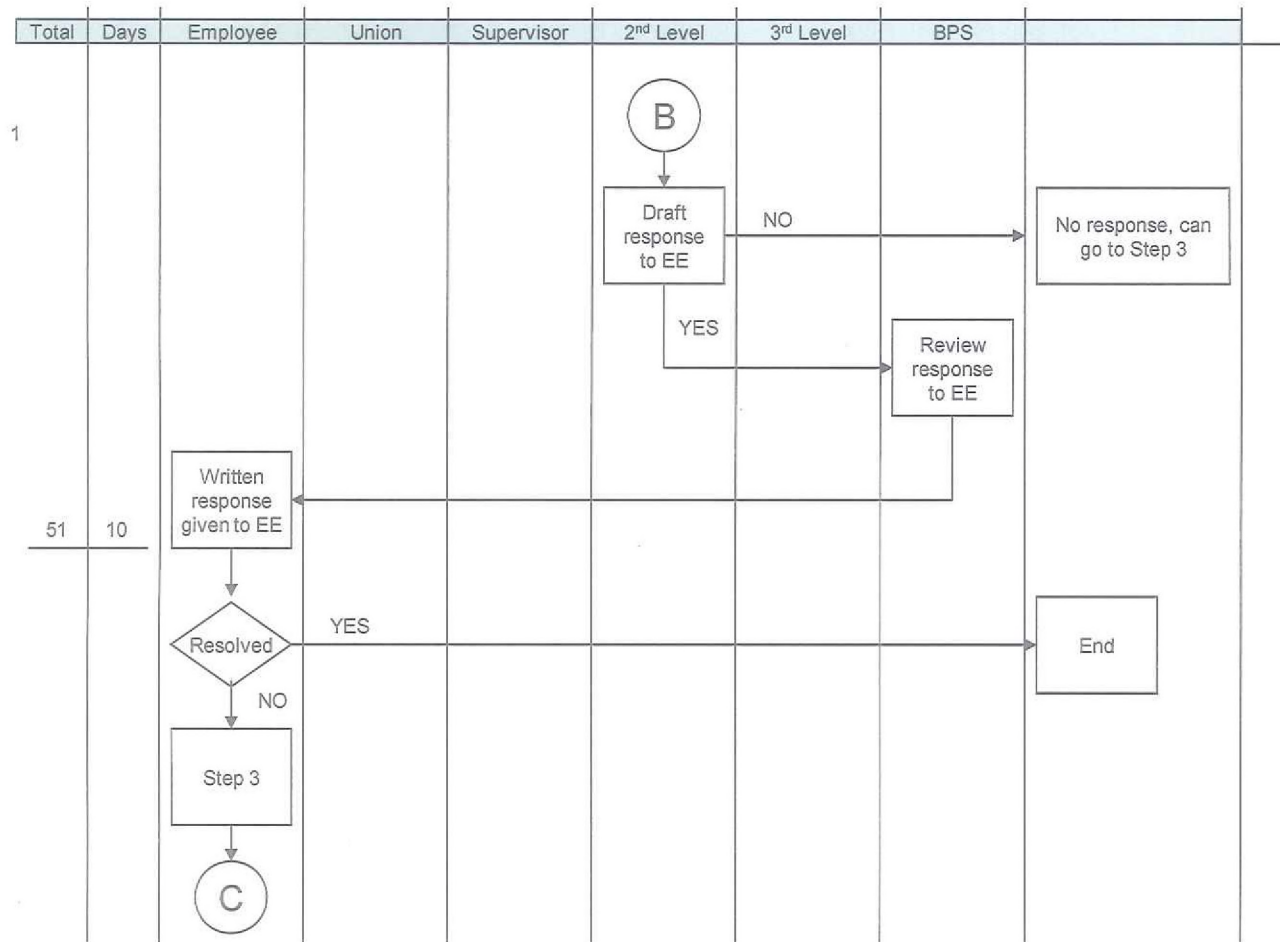 Total Days Employee Union Supervisor 2nd Level 3rd Level BPS
B
1
Draft
response
to EE
NO
No response, can
go to Step 3
YES
Review
response
to EE
Written
response
given to EE
51 10
Resolved
YES
End
NO
Step 3
C